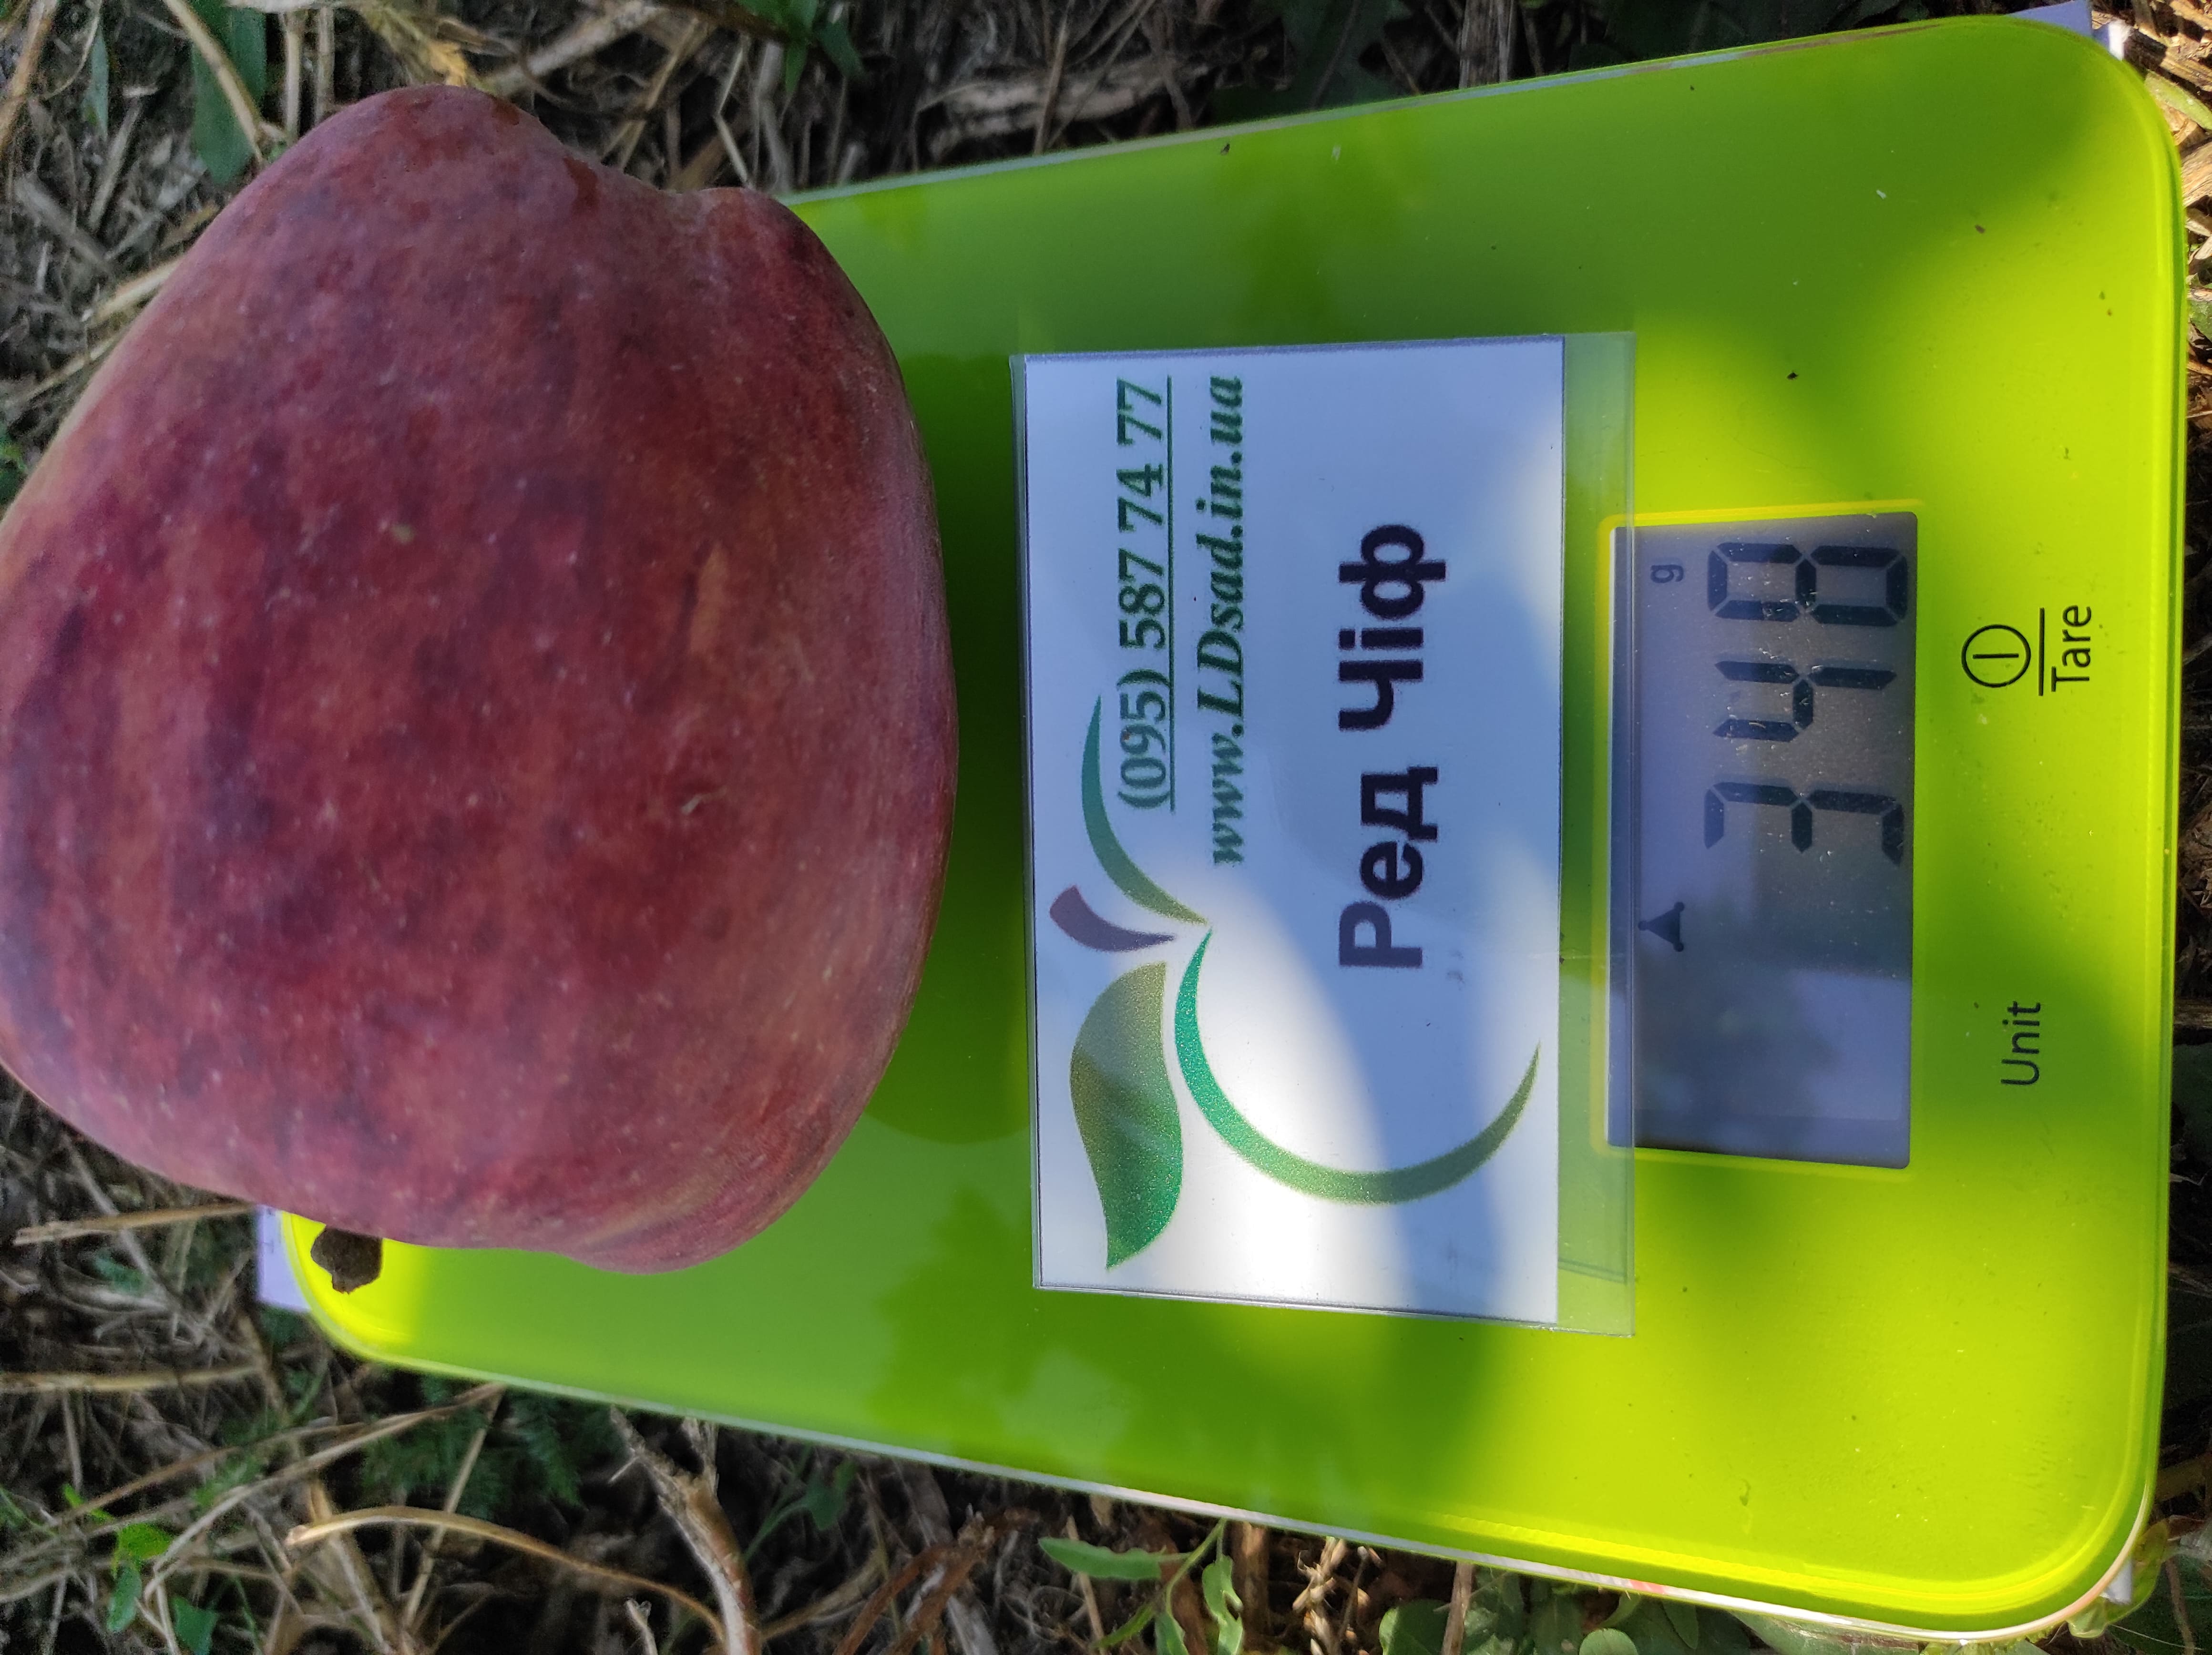 (095) 587 74 77
www.LDsad.in.ua
Ред Чіф
g
348
Unit
Tare